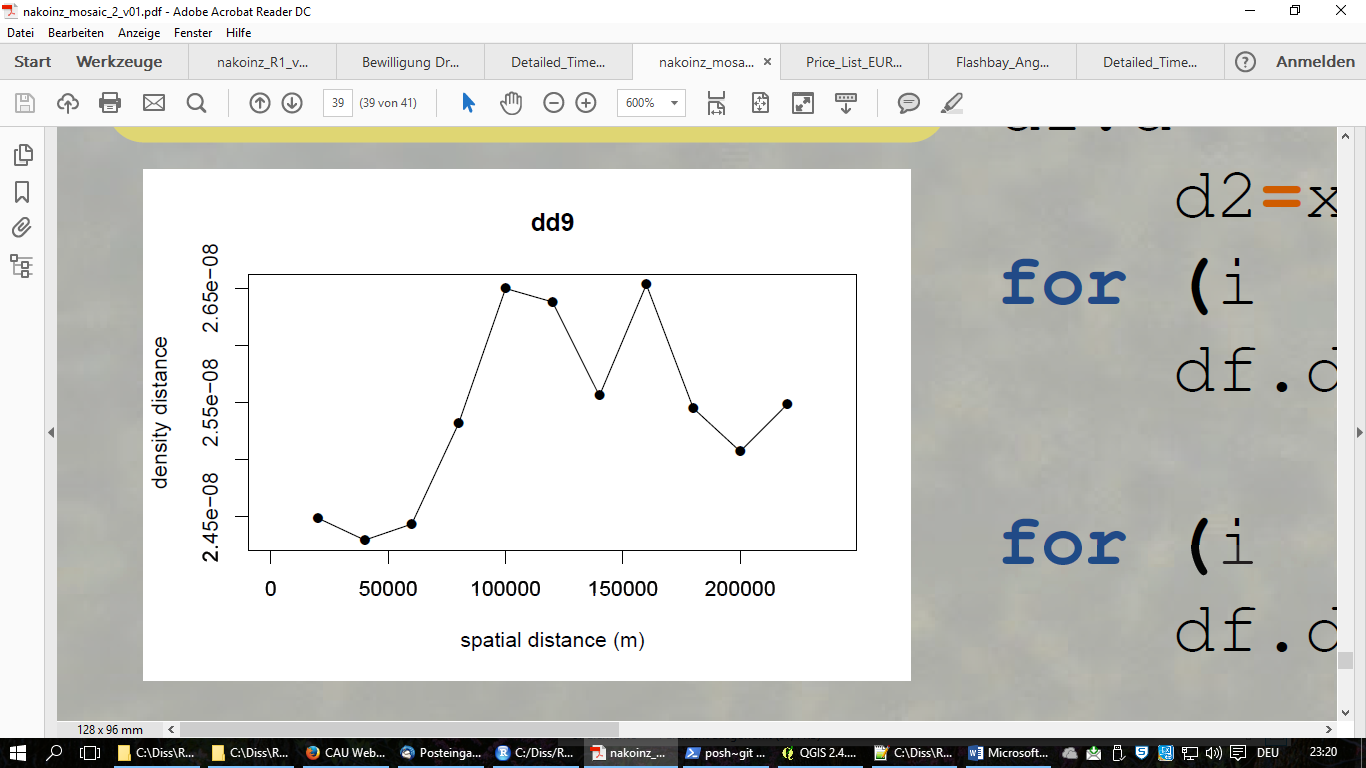 nakoinz_mosaic_2_v01.pdf - Adobe Acrobat Reader DC
Datei Bearbeiten Anzeige Fenster Hilfe
Start Werkzeuge nakoinz_R1_v... Bewilligung Dr... Detailed_Time... nakoinz_mosa... Price_List_EUR... Flashbay_Ang... Detailed_Time... Anmelden
39 (39 von 41) 600%
d2=x
for (i
df.d
for (i
df.d
dd9
density distance
2.65e−08
2.55e−08
2.45e−08
0 50000 100000 150000 200000
spatial distance (m)
128 x 96 mm
C:\Diss\R... C:\Diss\R... CAU Web... Posteinga... C:/Diss/R... nakoinz_... posh~git ... QGIS 2.4.... C:\Diss\R... Microsoft... DEU 23:20